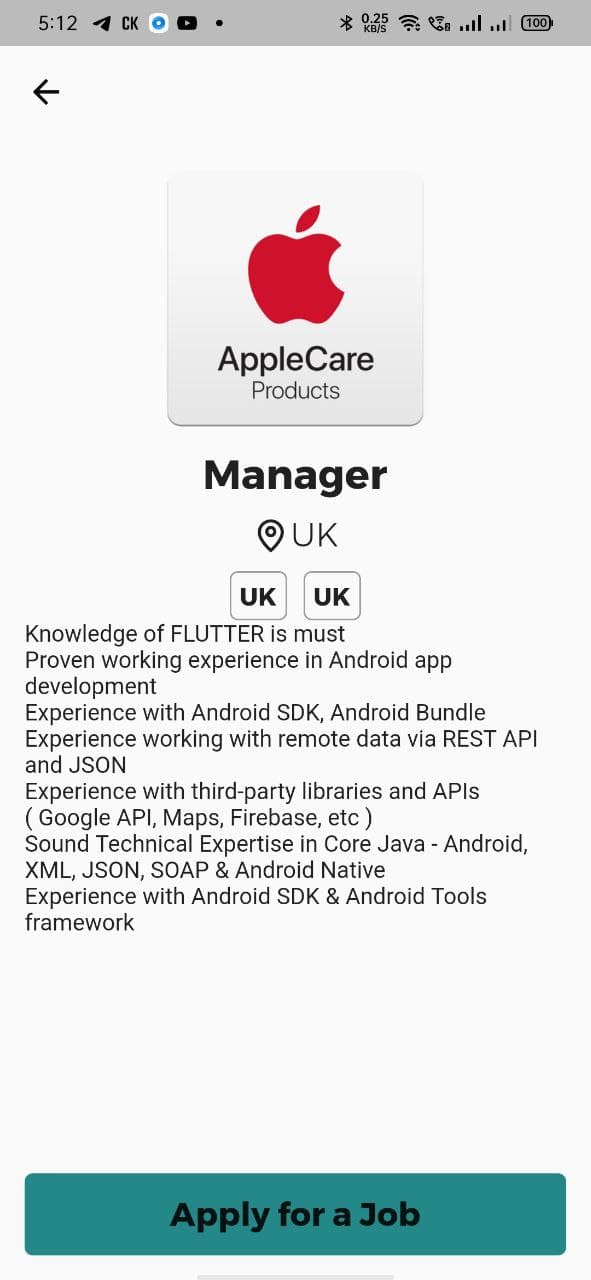 5:12 CK 0.25 KB/S 100
AppleCare
Products
Manager
UK
UK UK
Knowledge of FLUTTER is must
Proven working experience in Android app
development
Experience with Android SDK, Android Bundle
Experience working with remote data via REST API
and JSON
Experience with third-party libraries and APIs
( Google API, Maps, Firebase, etc )
Sound Technical Expertise in Core Java - Android,
XML, JSON, SOAP & Android Native
Experience with Android SDK & Android Tools
framework
Apply for a Job